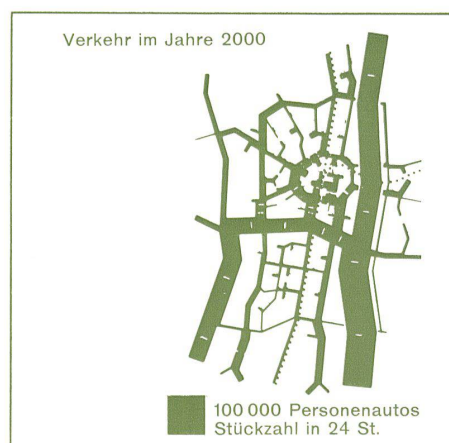 Verkehr im Jahre 2000
100 000 Personenautos
Stückzahl in 24 St.